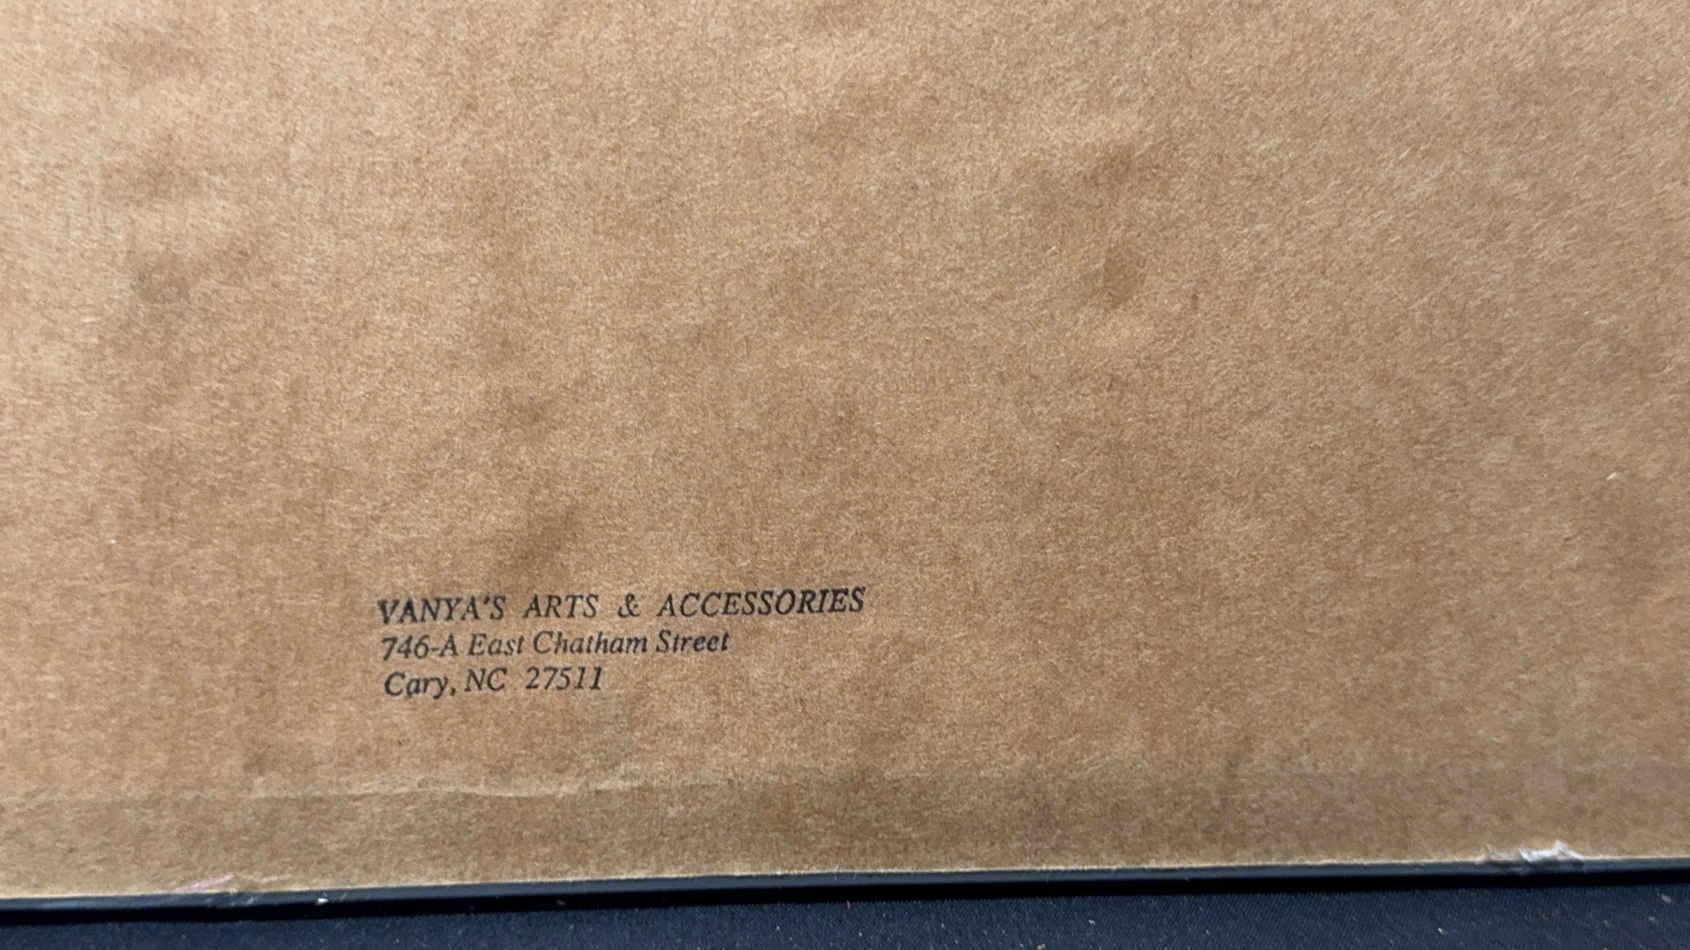 VANYA'S ARTS & ACCESSORIES
746-A East Chatham Street
Cary, NC 27511